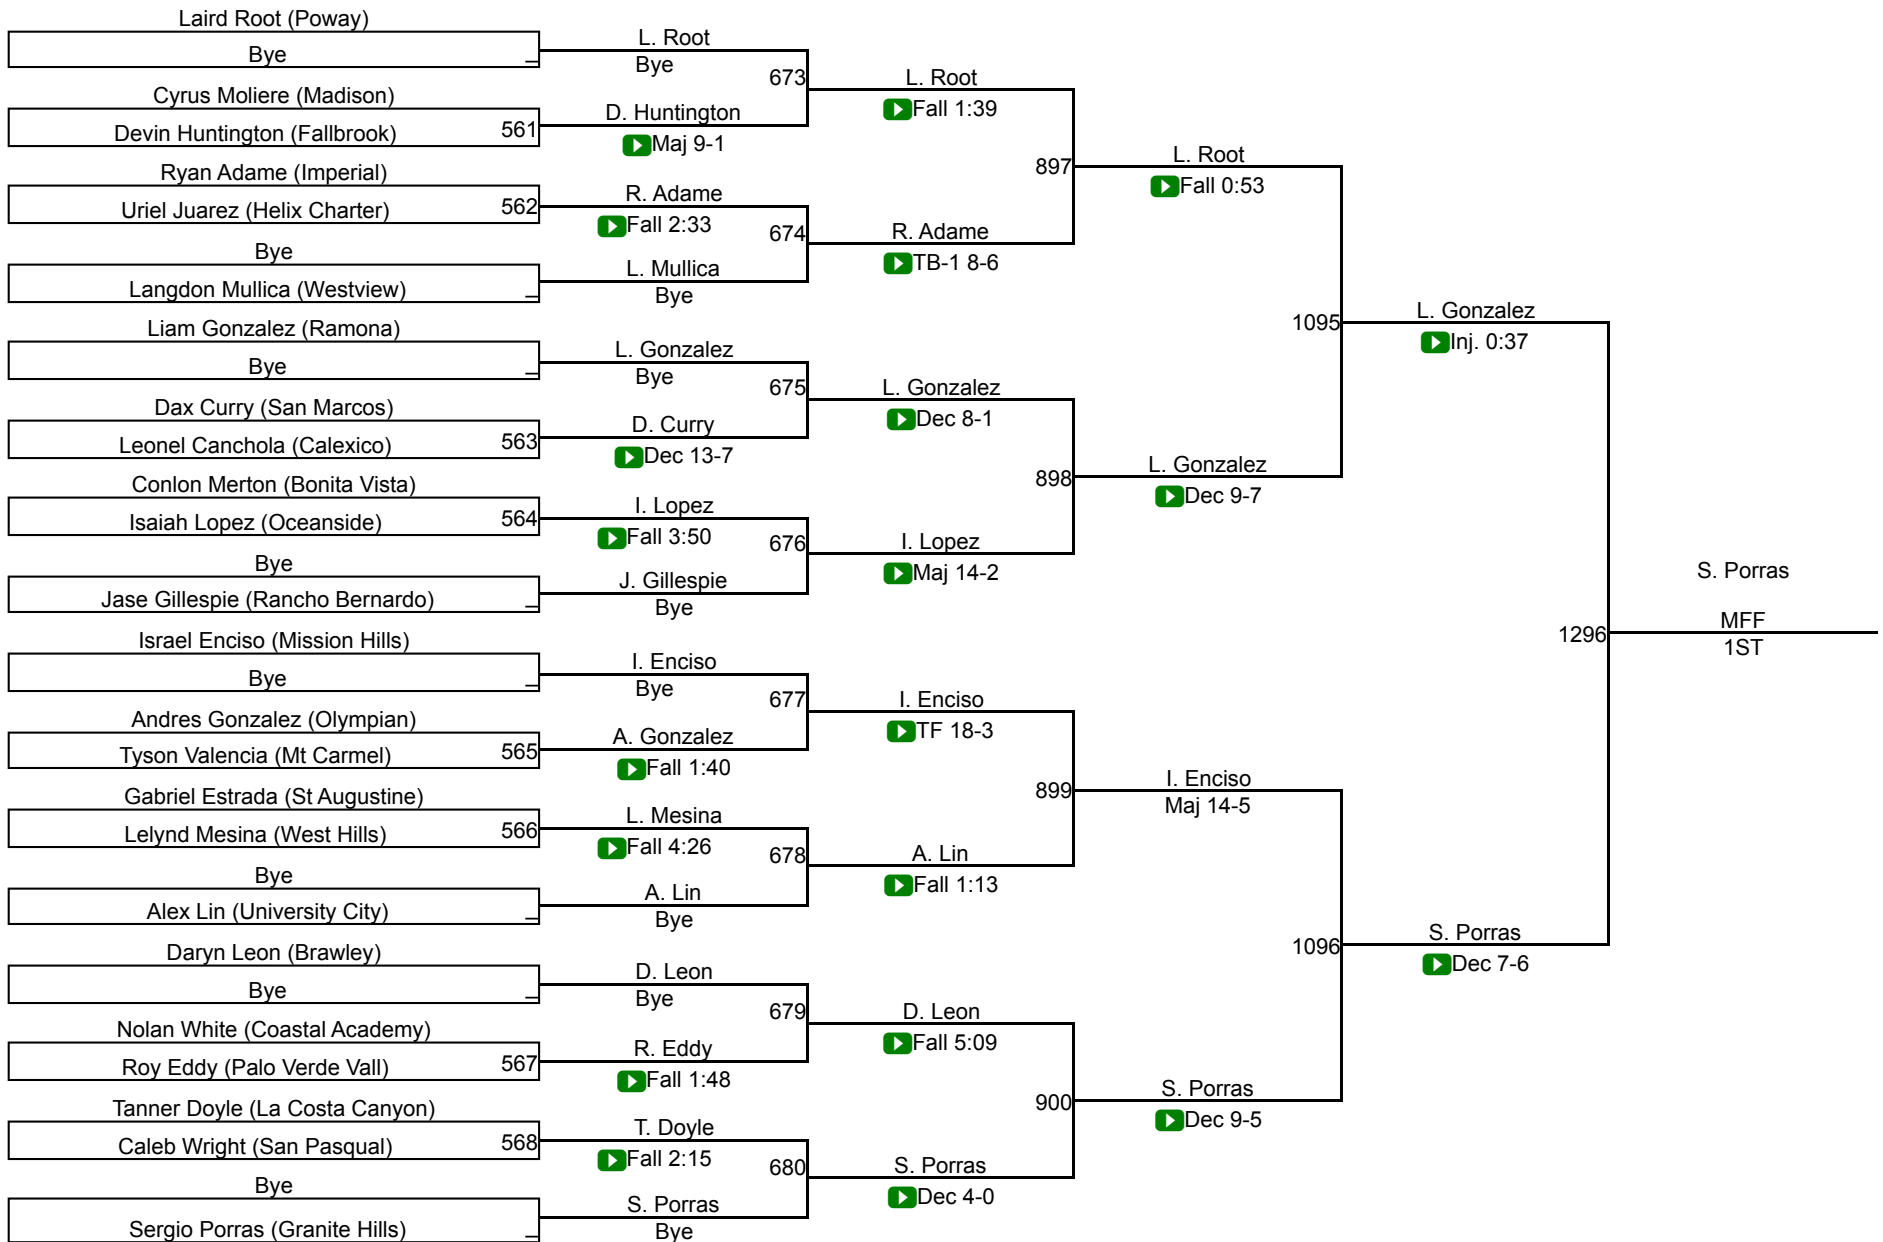 Laird Root (Poway)
Bye
Cyrus Moliere (Madison)
Devin Huntington (Fallbrook) 561
Ryan Adame (Imperial)
Uriel Juarez (Helix Charter) 562
Bye
Langdon Mullica (Westview)
Liam Gonzalez (Ramona)
Bye
Dax Curry (San Marcos)
Leonel Canchola (Calexico) 563
Conlon Merton (Bonita Vista)
Isaiah Lopez (Oceanside) 564
Bye
Jase Gillespie (Rancho Bernardo)
Israel Enciso (Mission Hills)
Bye
Andres Gonzalez (Olympian)
Tyson Valencia (Mt Carmel) 565
Gabriel Estrada (St Augustine)
Lelynd Mesina (West Hills) 566
Bye
Alex Lin (University City)
Daryn Leon (Brawley)
Bye
Nolan White (Coastal Academy)
Roy Eddy (Palo Verde Vall) 567
Tanner Doyle (La Costa Canyon)
Caleb Wright (San Pasqual) 568
Bye
Sergio Porras (Granite Hills)
L. Root
Bye
673
D. Huntington
Maj 9-1
R. Adame
Fall 2:33
674
L. Mullica
Bye
L. Gonzalez
Bye
675
D. Curry
Dec 13-7
I. Lopez
Fall 3:50
676
J. Gillespie
Bye
I. Enciso
Bye
677
A. Gonzalez
Fall 1:40
L. Mesina
Fall 4:26
678
A. Lin
Bye
D. Leon
Bye
679
R. Eddy
Fall 1:48
T. Doyle
Fall 2:15
680
S. Porras
Bye
L. Root
Fall 1:39
897
R. Adame
TB-1 8-6
L. Gonzalez
Dec 8-1
898
I. Lopez
Maj 14-2
I. Enciso
TF 18-3
899
A. Lin
Fall 1:13
D. Leon
Fall 5:09
900
S. Porras
Dec 4-0
L. Root
Fall 0:53
1095
L. Gonzalez
Dec 9-7
I. Enciso
Maj 14-5
1096
S. Porras
Dec 9-5
L. Gonzalez
Inj. 0:37
1296
S. Porras
Dec 7-6
S. Porras
MFF
1ST